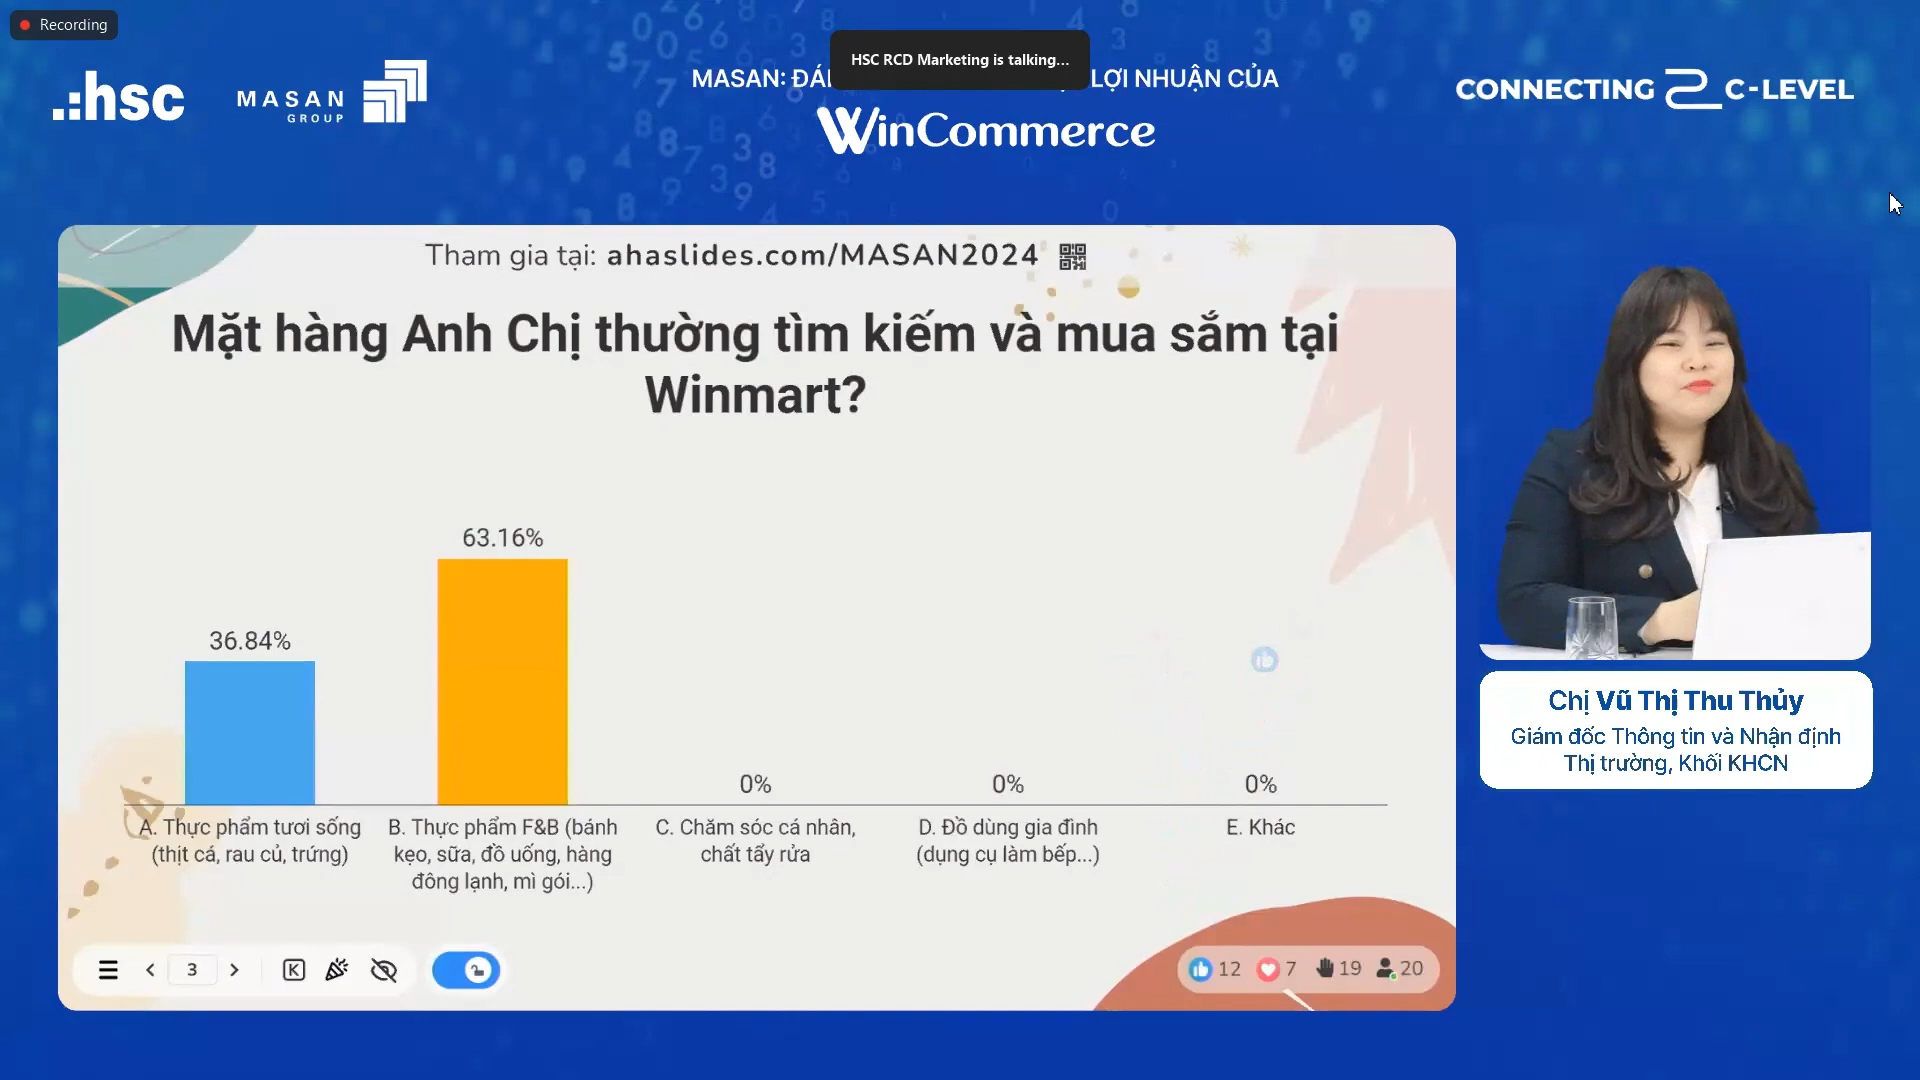 Recording
.:hsc
MASAN
GROUP
HSC RCD Marketing is talking...
MASAN: LỢI NHUẬN CỦA
WinCommerce
CONNECTING 2 C-LEVEL
Tham gia tại: ahaslides.com/MASAN2024
Mặt hàng Anh Chị thường tìm kiếm và mua sắm tại
Winmart?
36.84%
63.16%
0%
0%
0%
A. Thực phẩm tươi sống
(thịt cá, rau củ, trứng)
B. Thực phẩm F&B (bánh
kẹo, sữa, đồ uống, hàng
đông lạnh, mì gói...)
C. Chăm sóc cá nhân,
chất tẩy rửa
D. Đồ dùng gia đình
(dụng cụ làm bếp...)
E. Khác
3
K
12 7 19 20
Chị Vũ Thị Thu Thủy
Giám đốc Thông tin và Nhận định
Thị trường, Khối KHCN